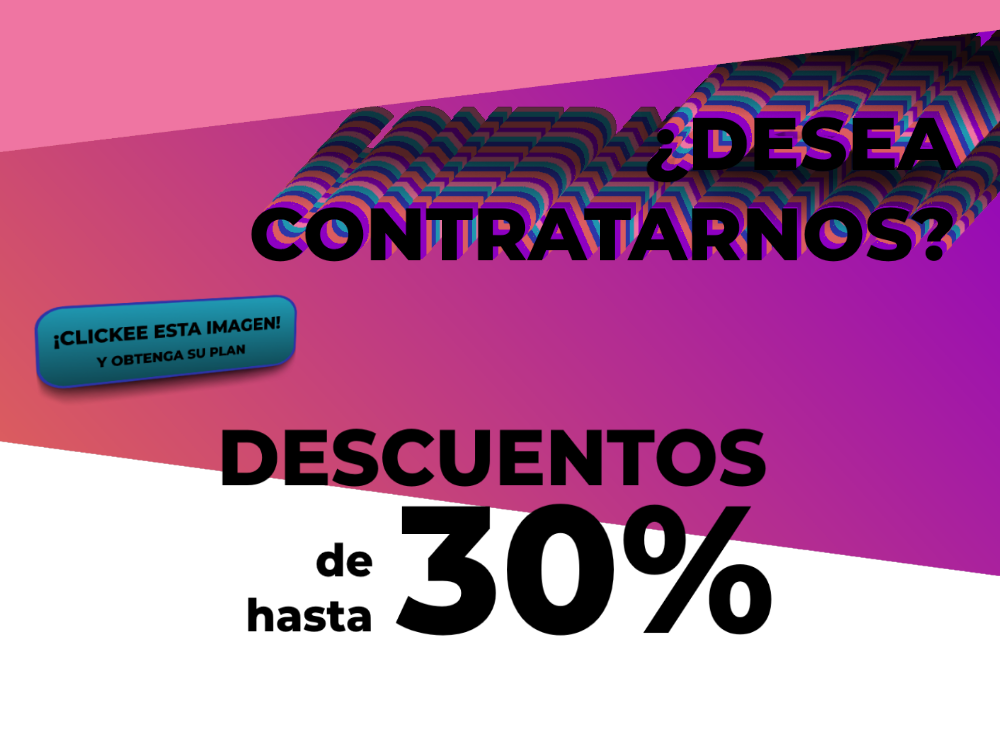 ¿DESEA
CONTRATARNOS?
¡CLICKEE ESTA IMAGEN!
Y OBTENGA SU PLAN
DESCUENTOS
de
hasta
30%